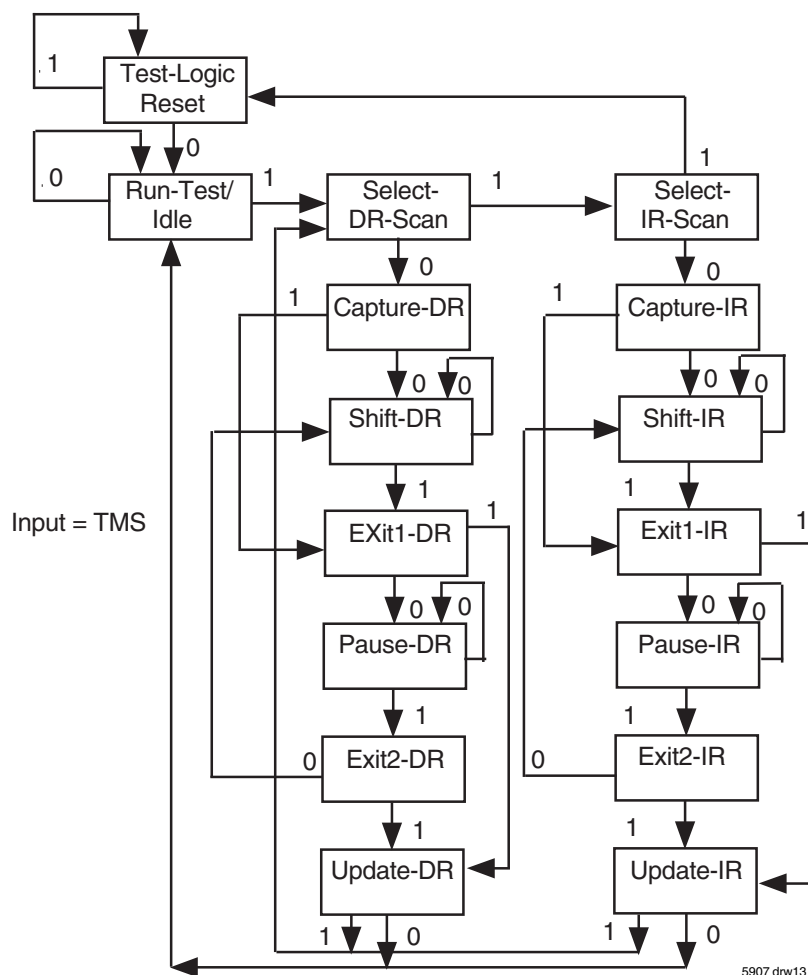 1
Test-Logic
Reset
0
1
0
Run-Test/
Idle
1
Select-
DR-Scan
1
Select-
IR-Scan
0
0
1
Capture-DR
1
Capture-IR
0
0
0
0
Shift-DR
Shift-IR
1
1
Input = TMS
EXit1-DR
1
Exit1-IR
1
0
0
0
0
Pause-DR
Pause-IR
1
1
0
Exit2-DR
0
Exit2-IR
1
1
Update-DR
Update-IR
1
0
1
0
5907 drw13